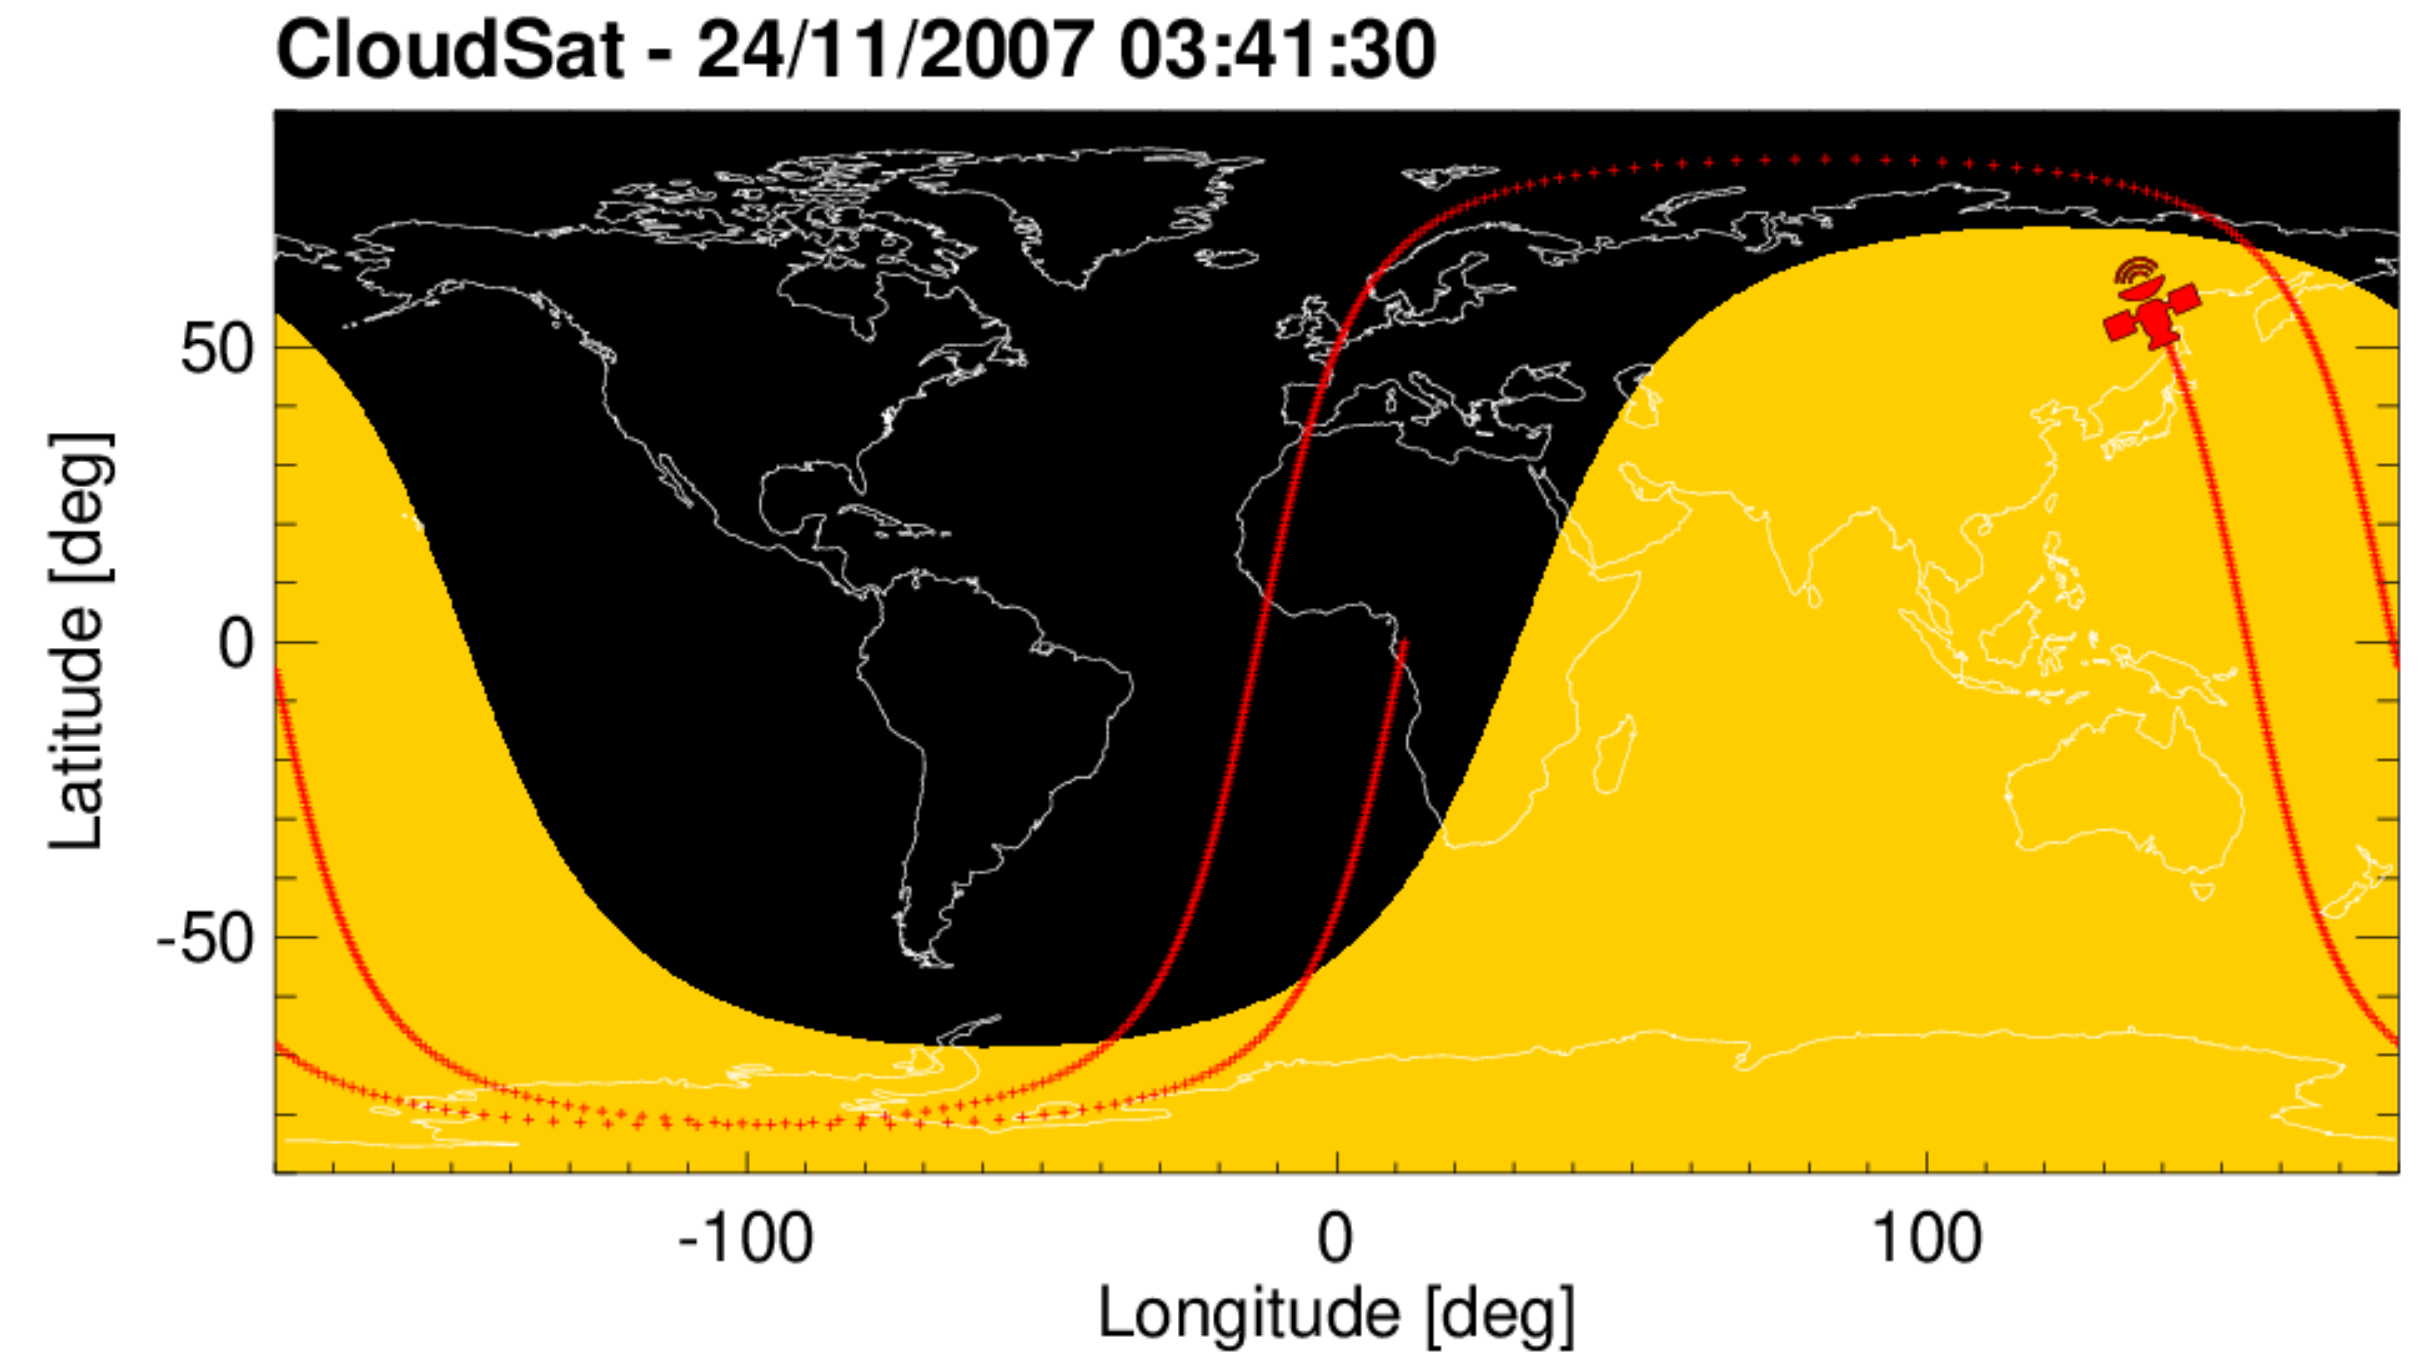 CloudSat - 24/11/2007 03:41:30
Latitude [deg]
50
0
-50
-100 0 100
Longitude [deg]